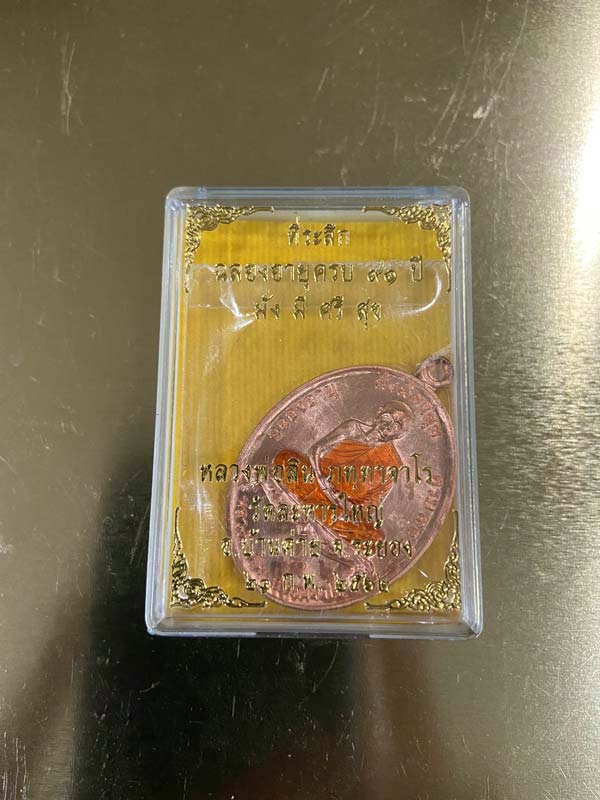 ที่ระลึก
ฉลองอายุครบ ๙๑ ปี
มั่ง มี ศรี สุข
หลวงพ่อสิน ภทฺทาจาโร
วัดละหารใหญ่
อ.บ้านค่าย จ.ระยอง
๒๑ ก.พ. ๒๕๖๒